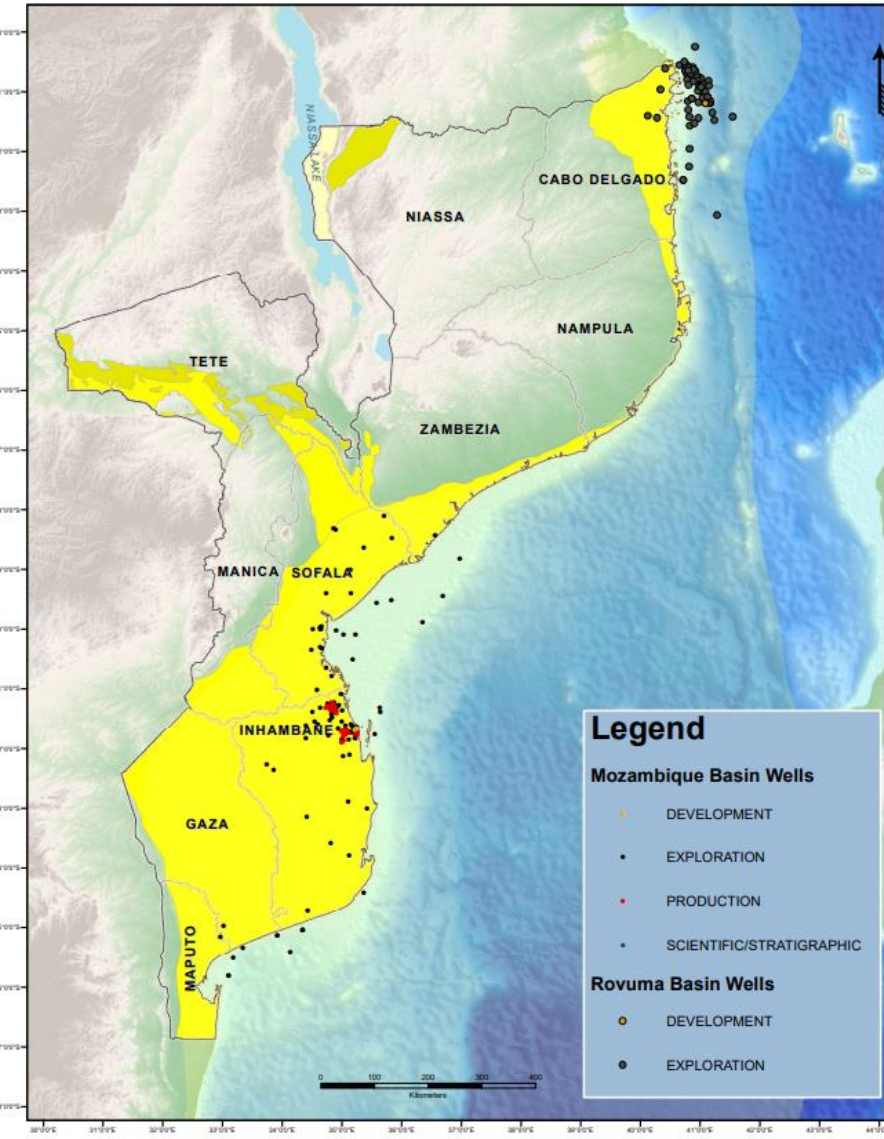 NIASSA LAKE
CABO DELGADO
NIASSA
NAMPULA
TETE
ZAMBEZIA
MANICA
SOFALA
INHAMBANE
GAZA
MAPUTO
Legend
Mozambique Basin Wells
DEVELOPMENT
EXPLORATION
PRODUCTION
SCIENTIFIC/STRATIGRAPHIC
Rovuma Basin Wells
DEVELOPMENT
EXPLORATION
0 100 200 300 400
Kilometers